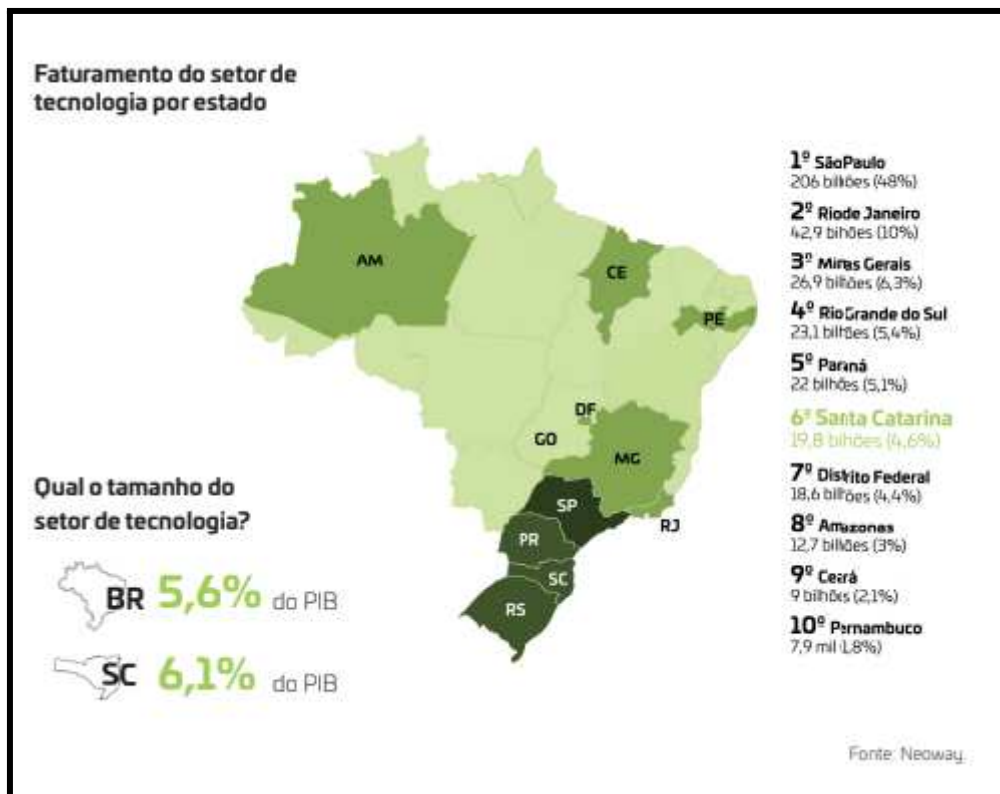 Faturamento do setor de
tecnologia por estado
1º São Paulo
206 bilhões (48%)
2º Rio de Janeiro
42,9 bilhões (10%)
3º Minas Gerais
26,9 bilhões (6,3%)
4º Rio Grande do Sul
23,1 bilhões (5,4%)
5º Paraná
22 bilhões (5,1%)
6º Santa Catarina
19,8 bilhões (4,6%)
7º Distrito Federal
18,6 bilhões (4,4%)
8º Amazonas
12,7 bilhões (3%)
9º Ceará
9 bilhões (2,1%)
10º Pernambuco
7,9 mil (1,8%)
AM
CE
PE
DF
GO
MG
SP
RJ
PR
SC
RS
Qual o tamanho do
setor de tecnologia?
BR 5,6% do PIB
SC 6,1% do PIB
Fonte: Neoway.